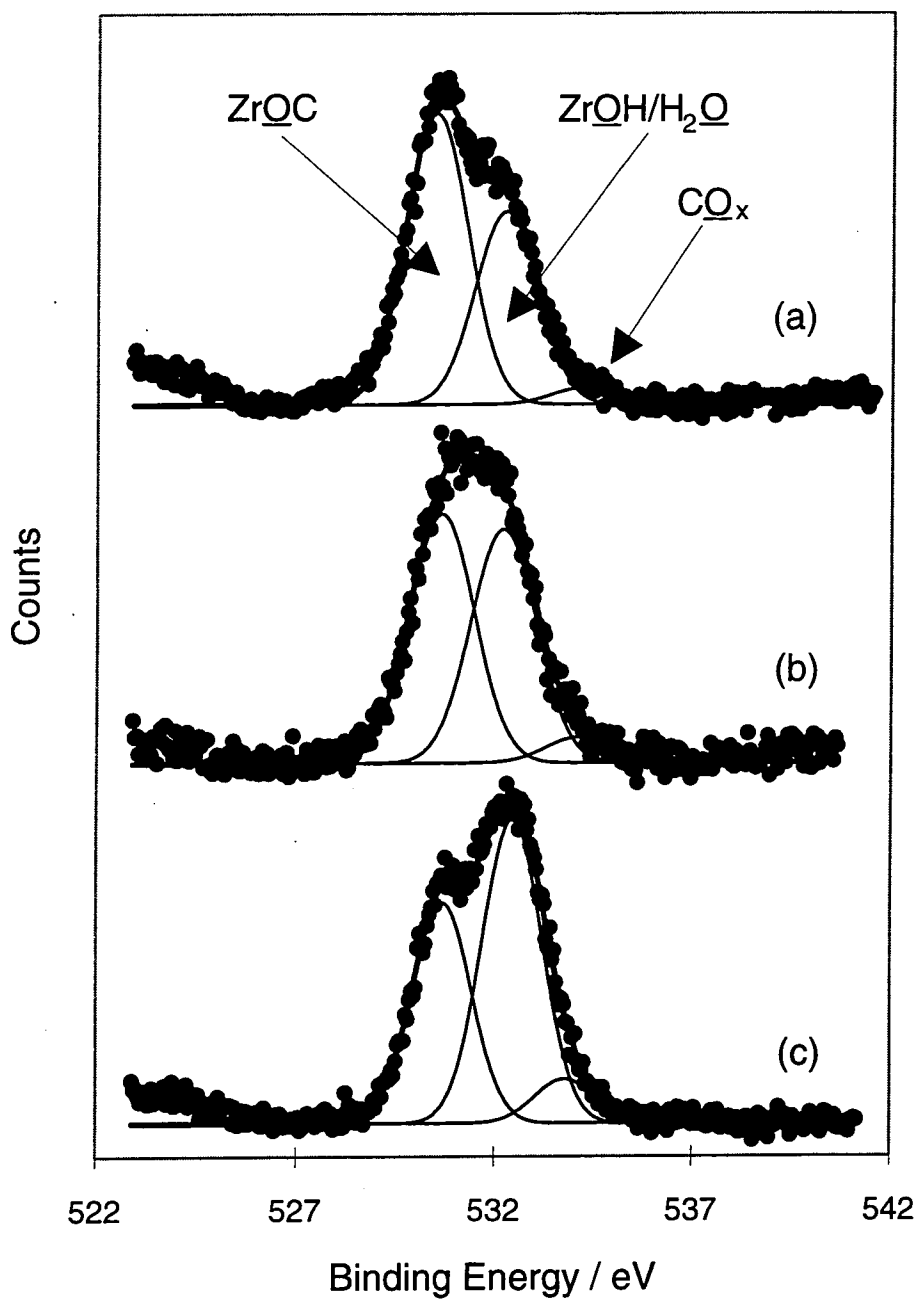 ZrOC
ZrOH/H₂O
COₓ
(a)
(b)
(c)
Counts
522 527 532 537 542
Binding Energy / eV